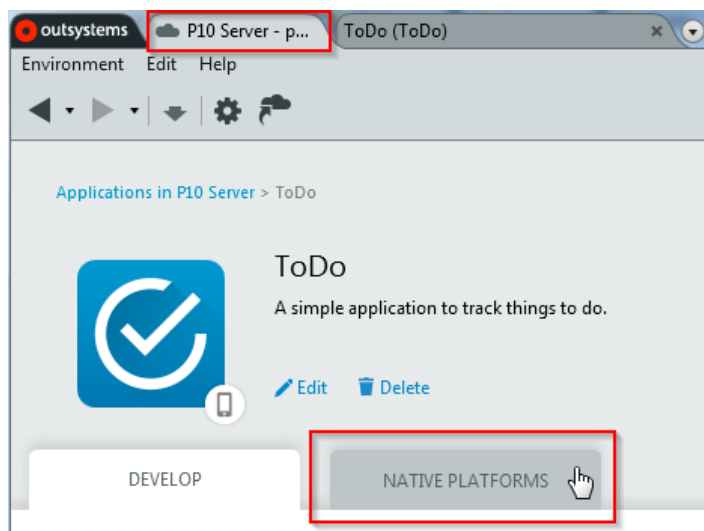 outsystems P10 Server - p... ToDo (ToDo)
Environment Edit Help
Applications in P10 Server > ToDo
ToDo
A simple application to track things to do.
Edit Delete
DEVELOP NATIVE PLATFORMS